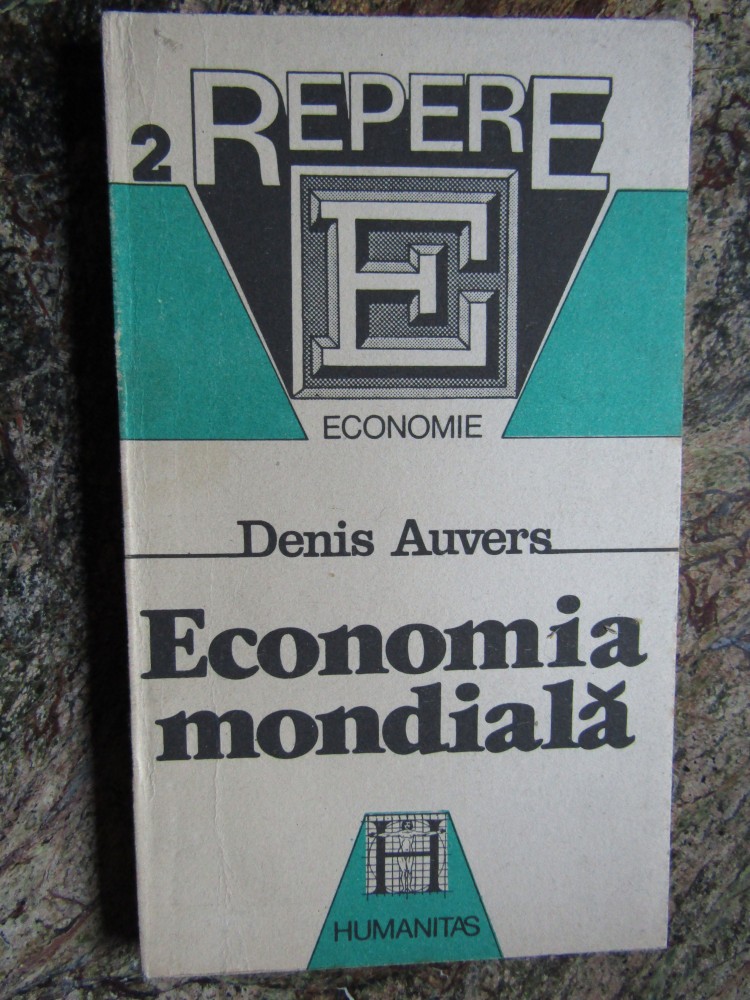 2 REPERE
E
ECONOMIE
Denis Auvers
Economia
mondială
H
HUMANITAS